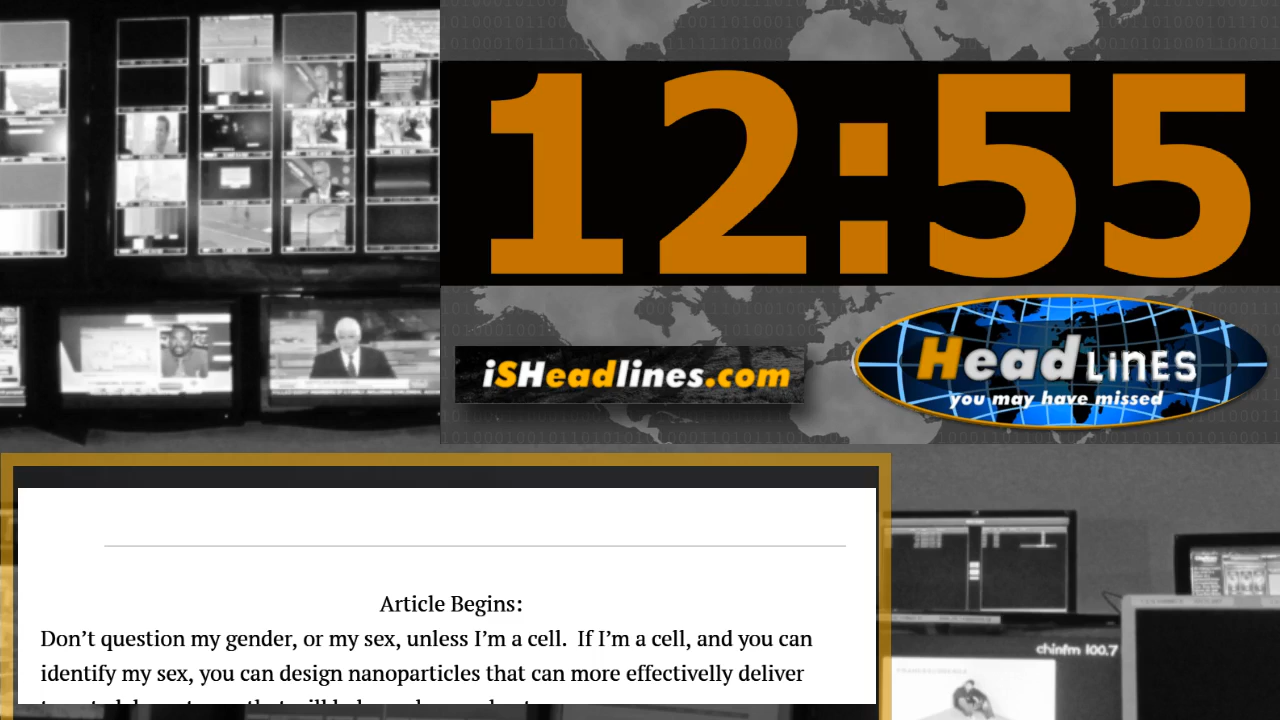 12:55
iSHeadlines.com
HeadLINES
you may have missed
Article Begins:
Don't question my gender, or my sex, unless I'm a cell.  If I'm a cell, and you can
identify my sex, you can design nanoparticles that can more effectivelly deliver
chinfm 100.7